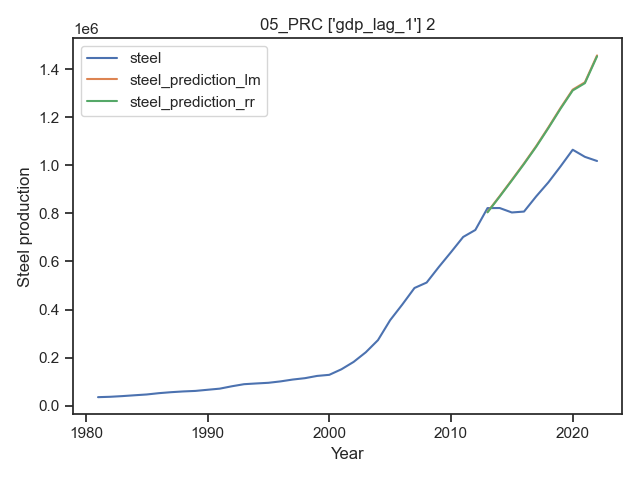 05_PRC ['gdp_lag_1'] 2
1e6
steel
steel_prediction_lm
steel_prediction_rr
1.4
1.2
1.0
0.8
0.6
0.4
0.2
0.0
Steel production
1980
1990
2000
2010
2020
Year